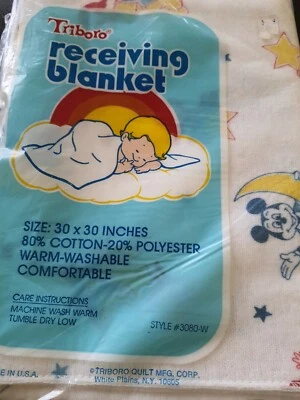 Triboro®
receiving
blanket
SIZE: 30 x 30 INCHES
80% COTTON-20% POLYESTER
WARM-WASHABLE
COMFORTABLE
CARE INSTRUCTIONS
MACHINE WASH WARM
TUMBLE DRY LOW
STYLE #3080-W
E IN U.S.A.
©TRIBORO QUILT MFG. CORP.
White Plains, N.Y. 10605